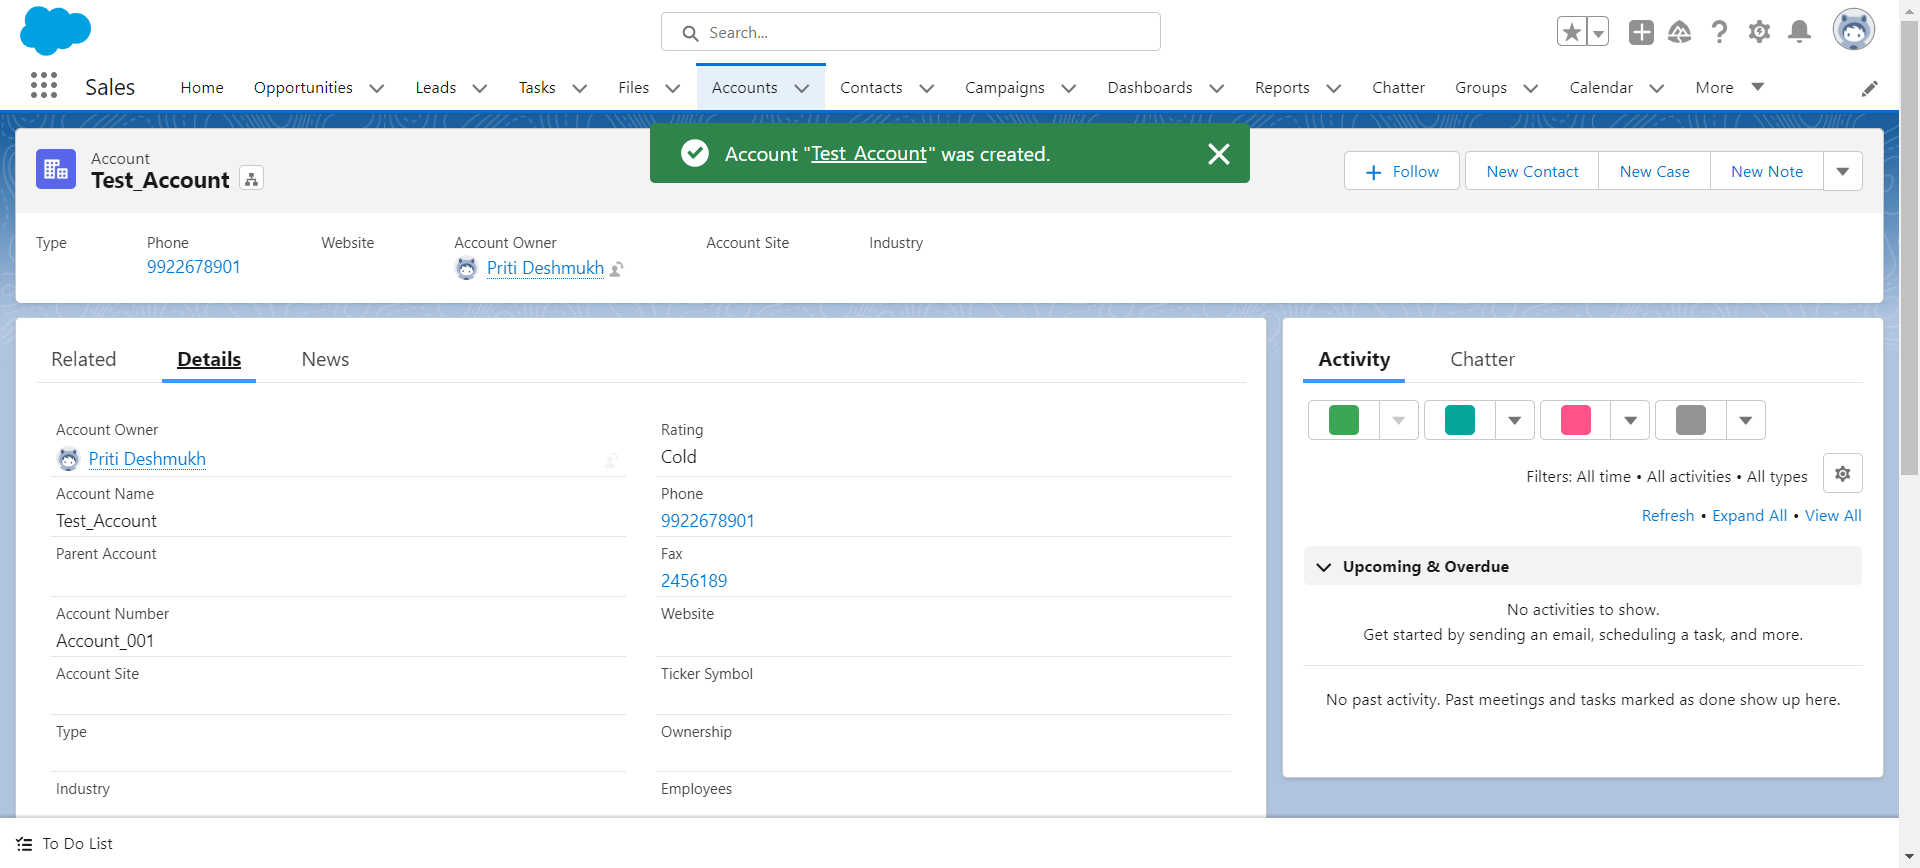 Search...
Sales
Home
Opportunities
Leads
Tasks
Files
Accounts
Contacts
Campaigns
Dashboards
Reports
Chatter
Groups
Calendar
More
Account "Test_Account" was created.
Account
Test_Account
Follow
New Contact
New Case
New Note
Type
Phone
9922678901
Website
Account Owner
Priti Deshmukh
Account Site
Industry
Related
Details
News
Account Owner
Priti Deshmukh
Rating
Cold
Account Name
Test_Account
Phone
9922678901
Parent Account
Fax
2456189
Account Number
Account_001
Website
Account Site
Ticker Symbol
Type
Ownership
Industry
Employees
Activity
Chatter
Filters: All time • All activities • All types
Refresh • Expand All • View All
Upcoming & Overdue
No activities to show.
Get started by sending an email, scheduling a task, and more.
No past activity. Past meetings and tasks marked as done show up here.
To Do List